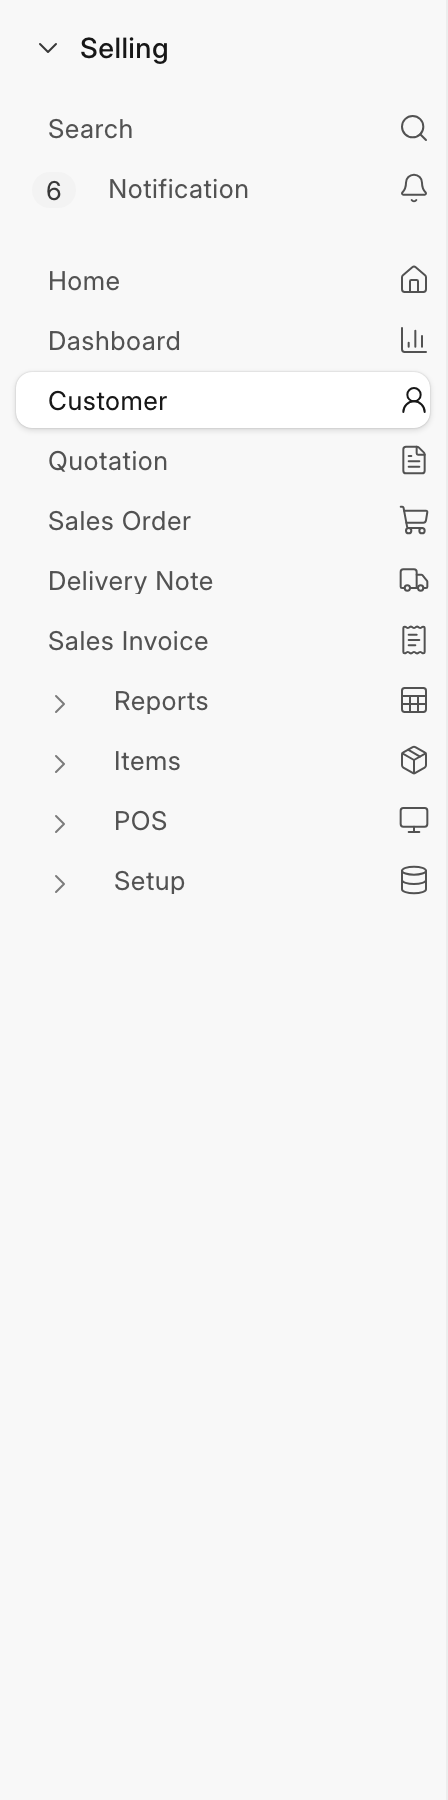 Selling
Search
6 Notification
Home
Dashboard
Customer
Quotation
Sales Order
Delivery Note
Sales Invoice
Reports
Items
POS
Setup